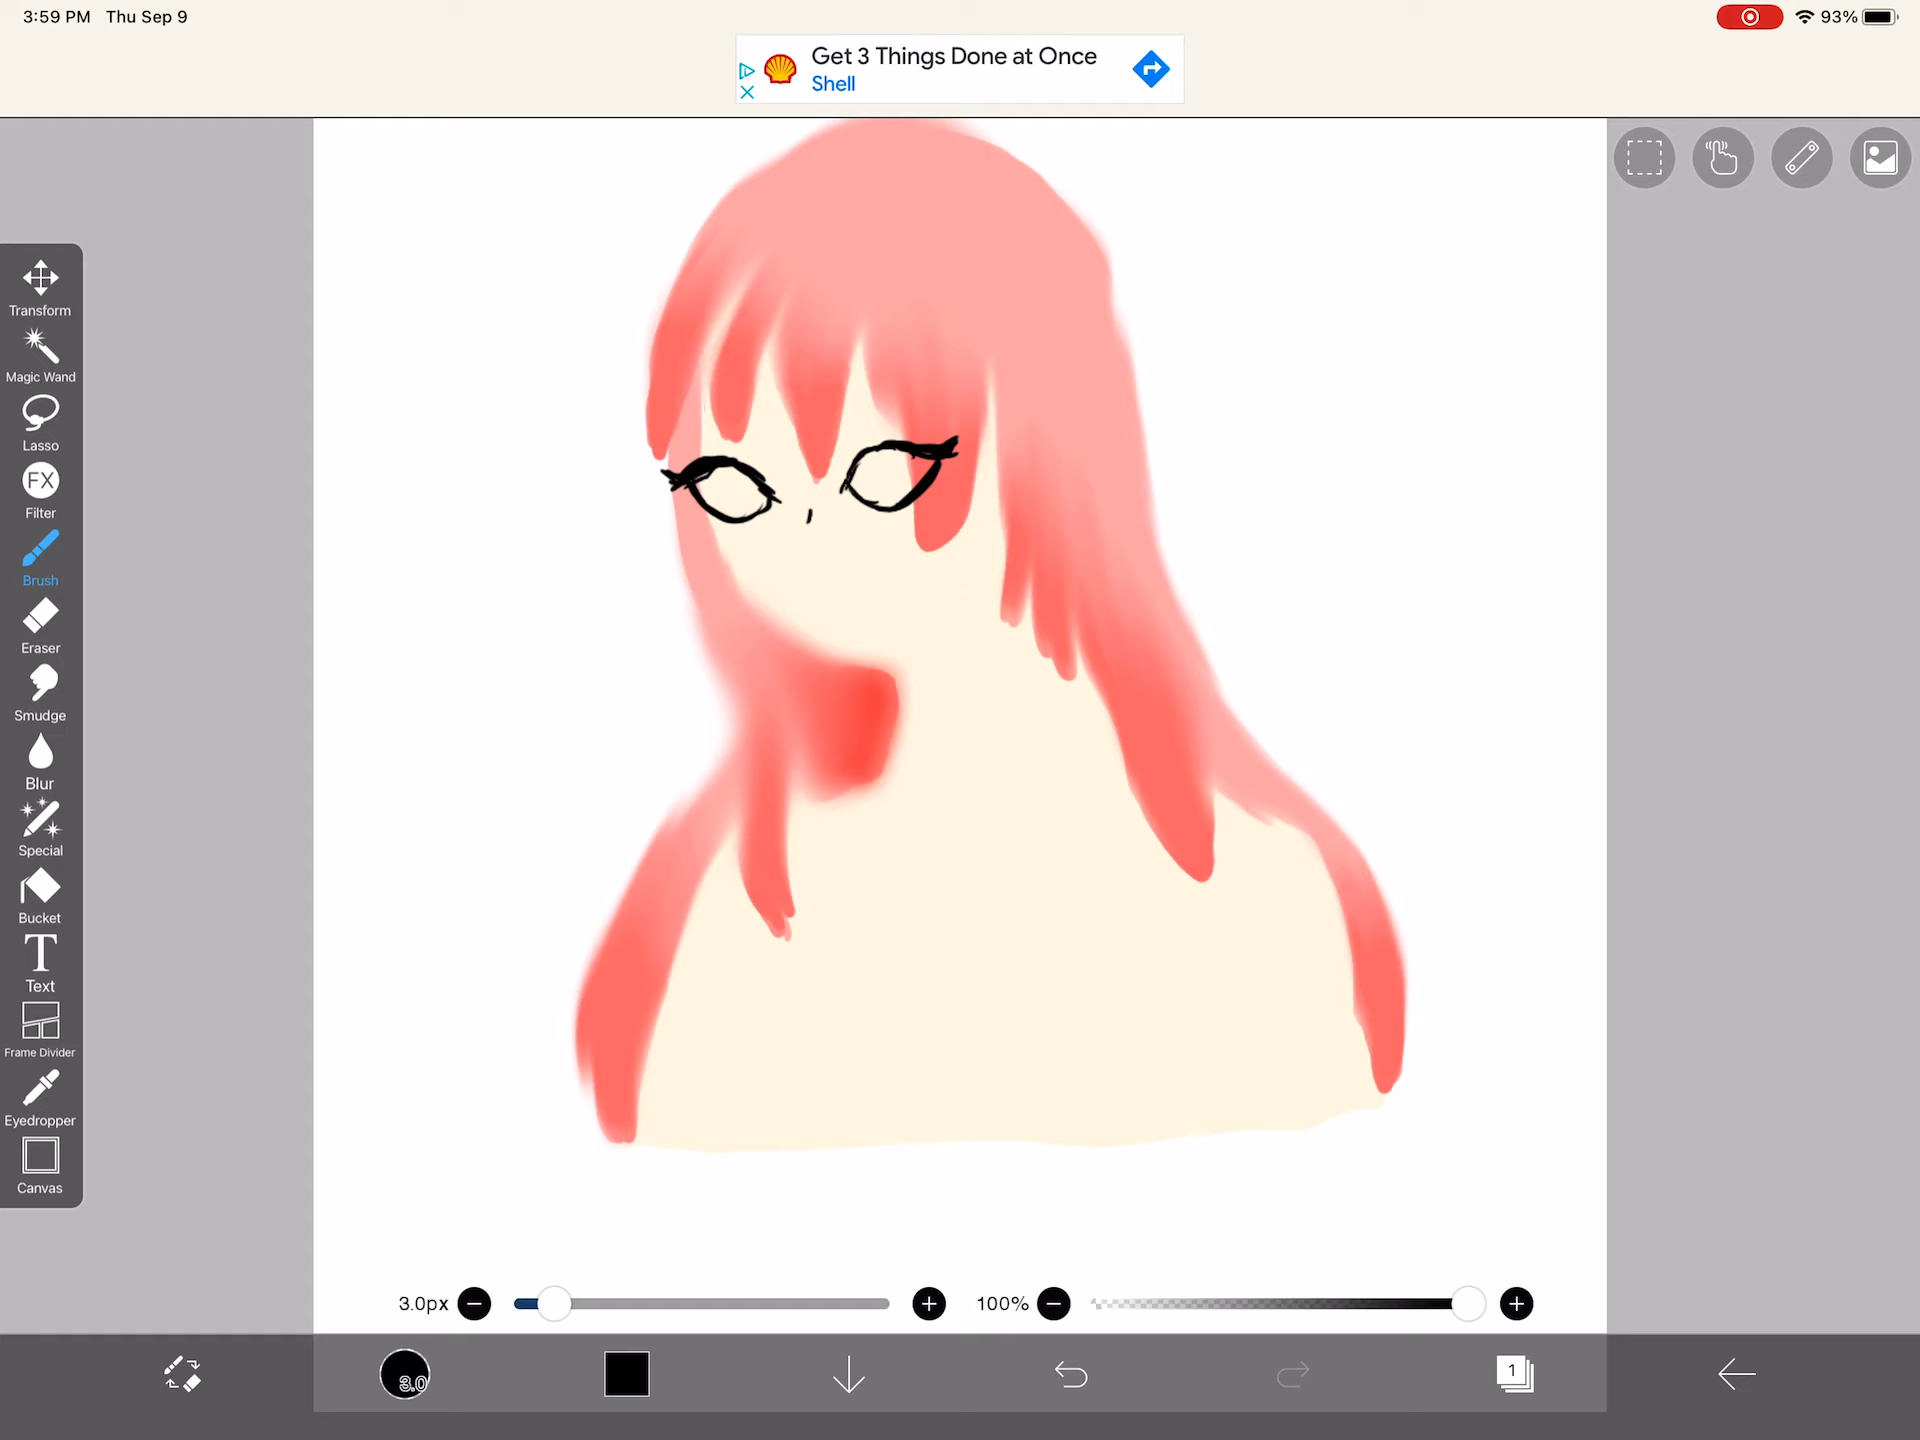 3:59 PM Thu Sep 9
93%
Get 3 Things Done at Once
Shell
Transform
Magic Wand
Lasso
FX
Filter
Brush
Eraser
Smudge
Blur
Special
Bucket
T
Text
Frame Divider
Eyedropper
Canvas
3.0px
100%
3.0
1